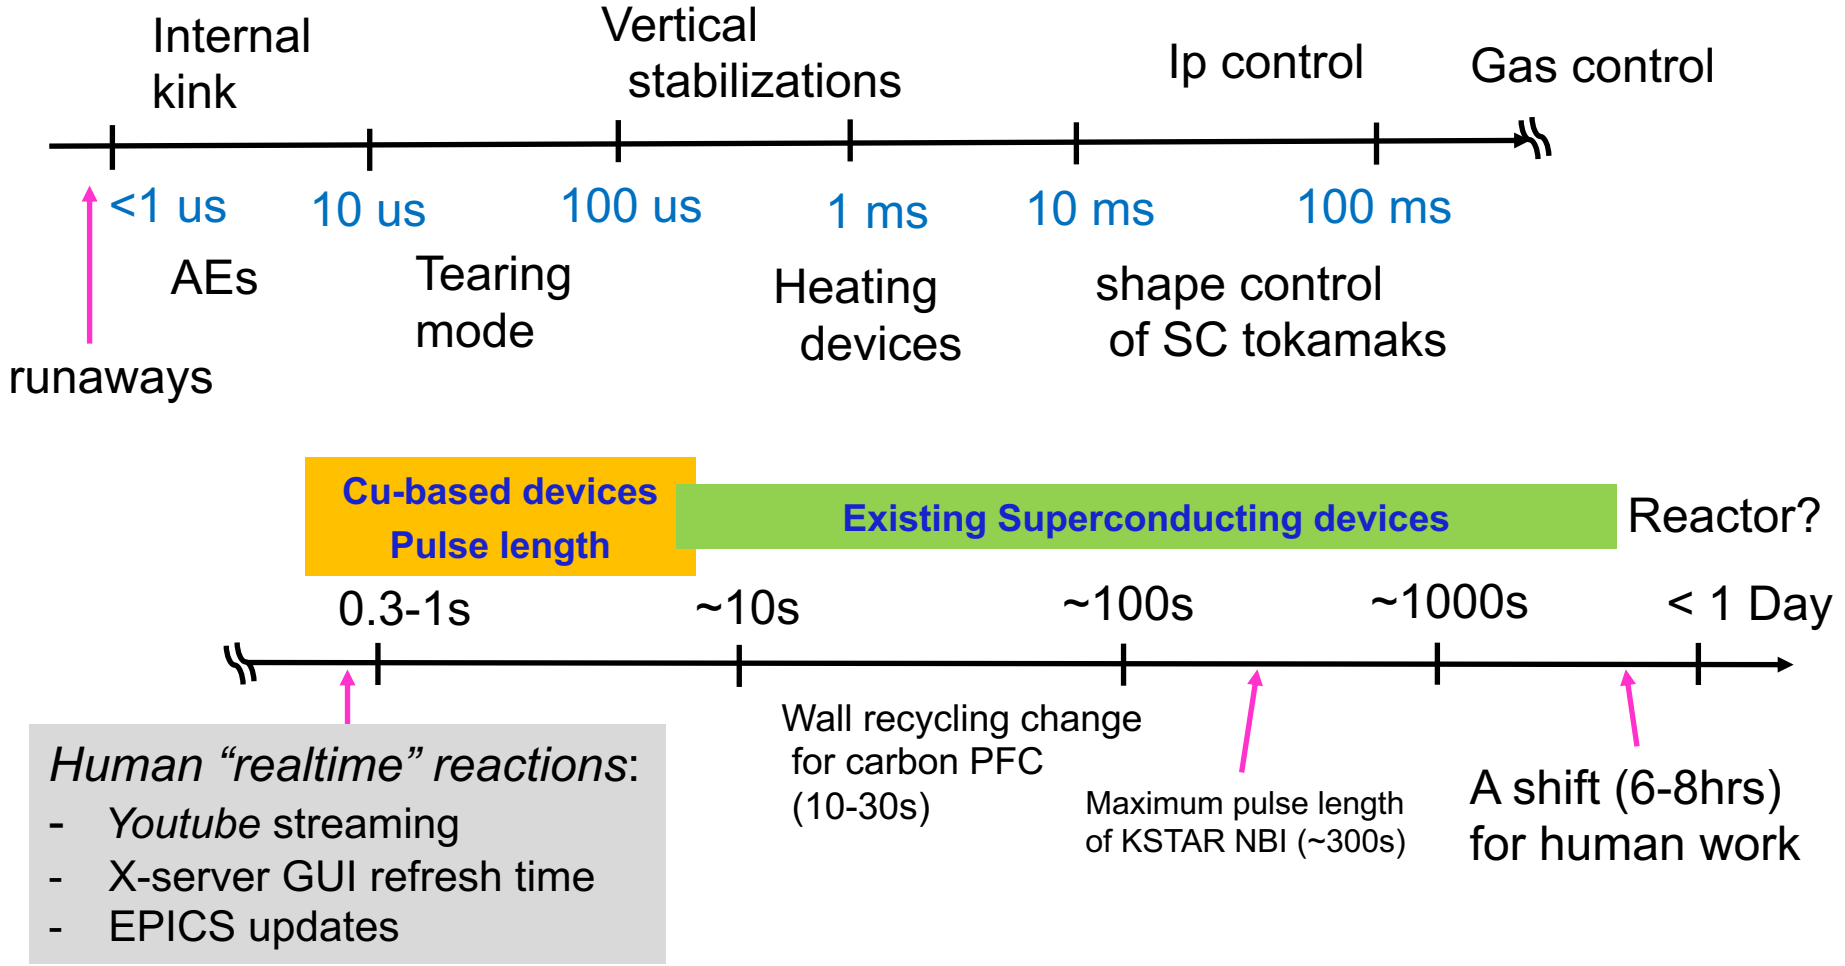 Internal
kink
Vertical
stabilizations
Ip control
Gas control
<1 us
10 us
100 us
1 ms
10 ms
100 ms
AEs
Tearing
mode
Heating
devices
shape control
of SC tokamaks
runaways
Cu-based devices
Pulse length
Existing Superconducting devices
Reactor?
0.3-1s
~10s
~100s
~1000s
< 1 Day
Human “realtime” reactions:
- Youtube streaming
- X-server GUI refresh time
- EPICS updates
Wall recycling change
for carbon PFC
(10-30s)
Maximum pulse length
of KSTAR NBI (~300s)
A shift (6-8hrs)
for human work